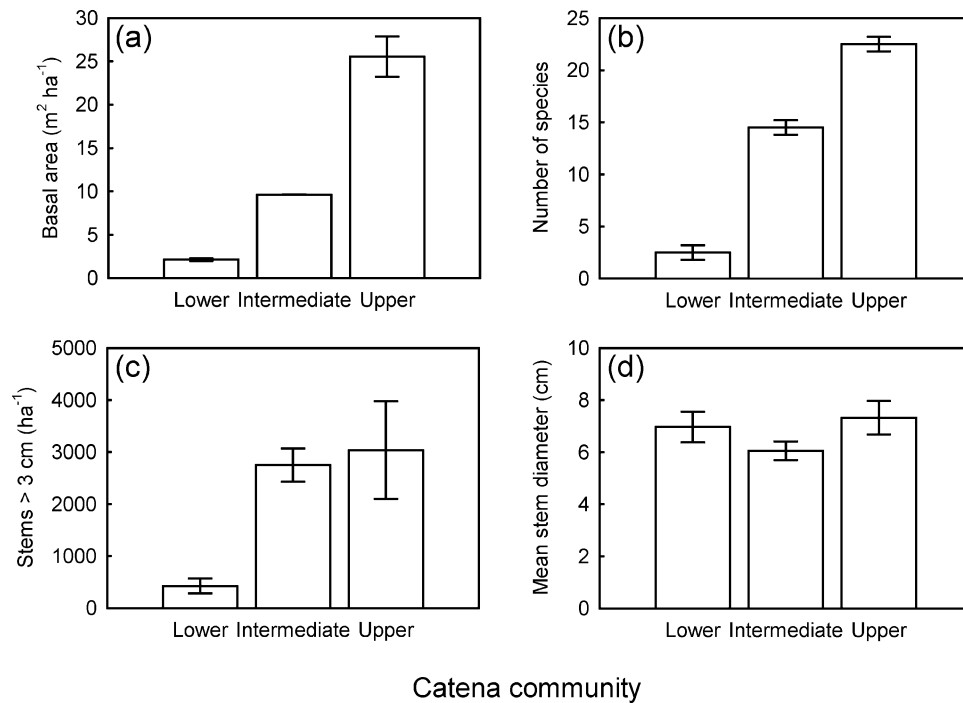 (a)
Basal area (m² ha⁻¹)
30
25
20
15
10
5
0
Lower Intermediate Upper
(b)
Number of species
25
20
15
10
5
0
Lower Intermediate Upper
(c)
Stems > 3 cm (ha⁻¹)
5000
4000
3000
2000
1000
0
Lower Intermediate Upper
(d)
Mean stem diameter (cm)
10
8
6
4
2
0
Lower Intermediate Upper
Catena community